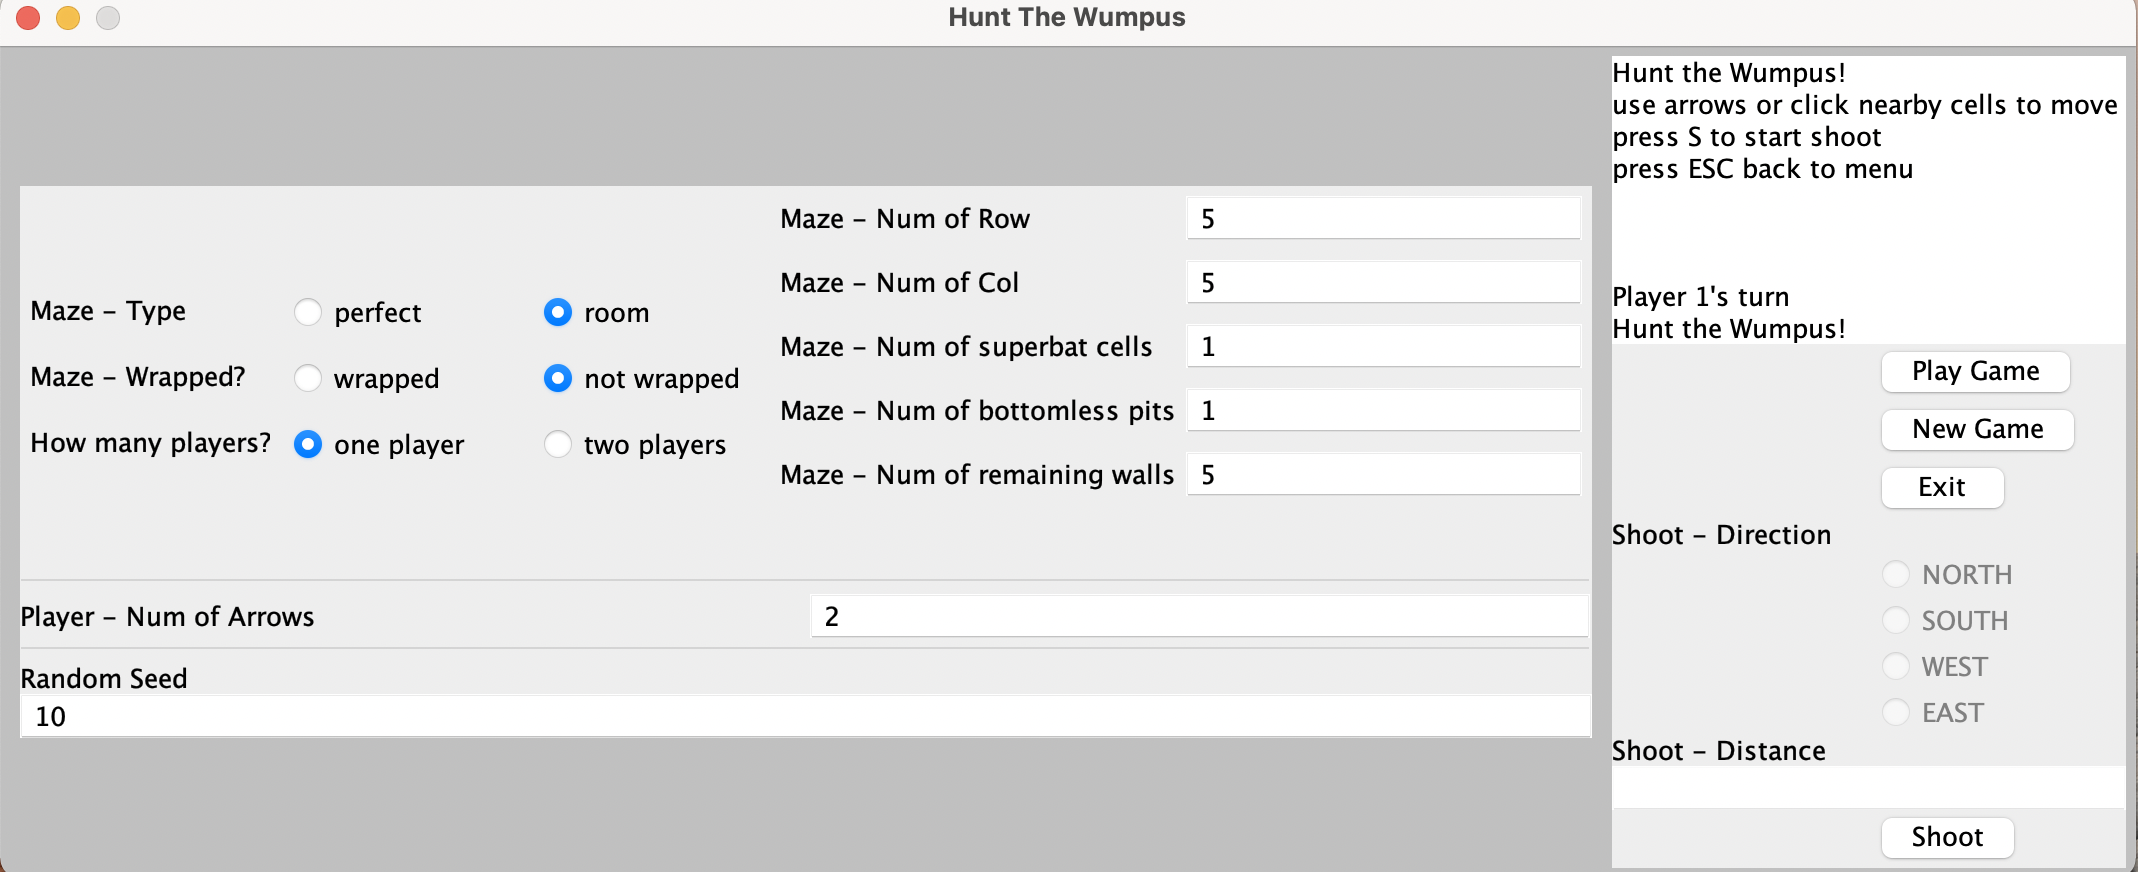 Hunt The Wumpus
Maze – Type perfect room
Maze – Wrapped? wrapped not wrapped
How many players? one player two players
Maze – Num of Row 5
Maze – Num of Col 5
Maze – Num of superbat cells 1
Maze – Num of bottomless pits 1
Maze – Num of remaining walls 5
Player – Num of Arrows 2
Random Seed
10
Hunt the Wumpus!
use arrows or click nearby cells to move
press S to start shoot
press ESC back to menu
Player 1's turn
Hunt the Wumpus!
Play Game
New Game
Exit
Shoot – Direction
NORTH
SOUTH
WEST
EAST
Shoot – Distance
Shoot